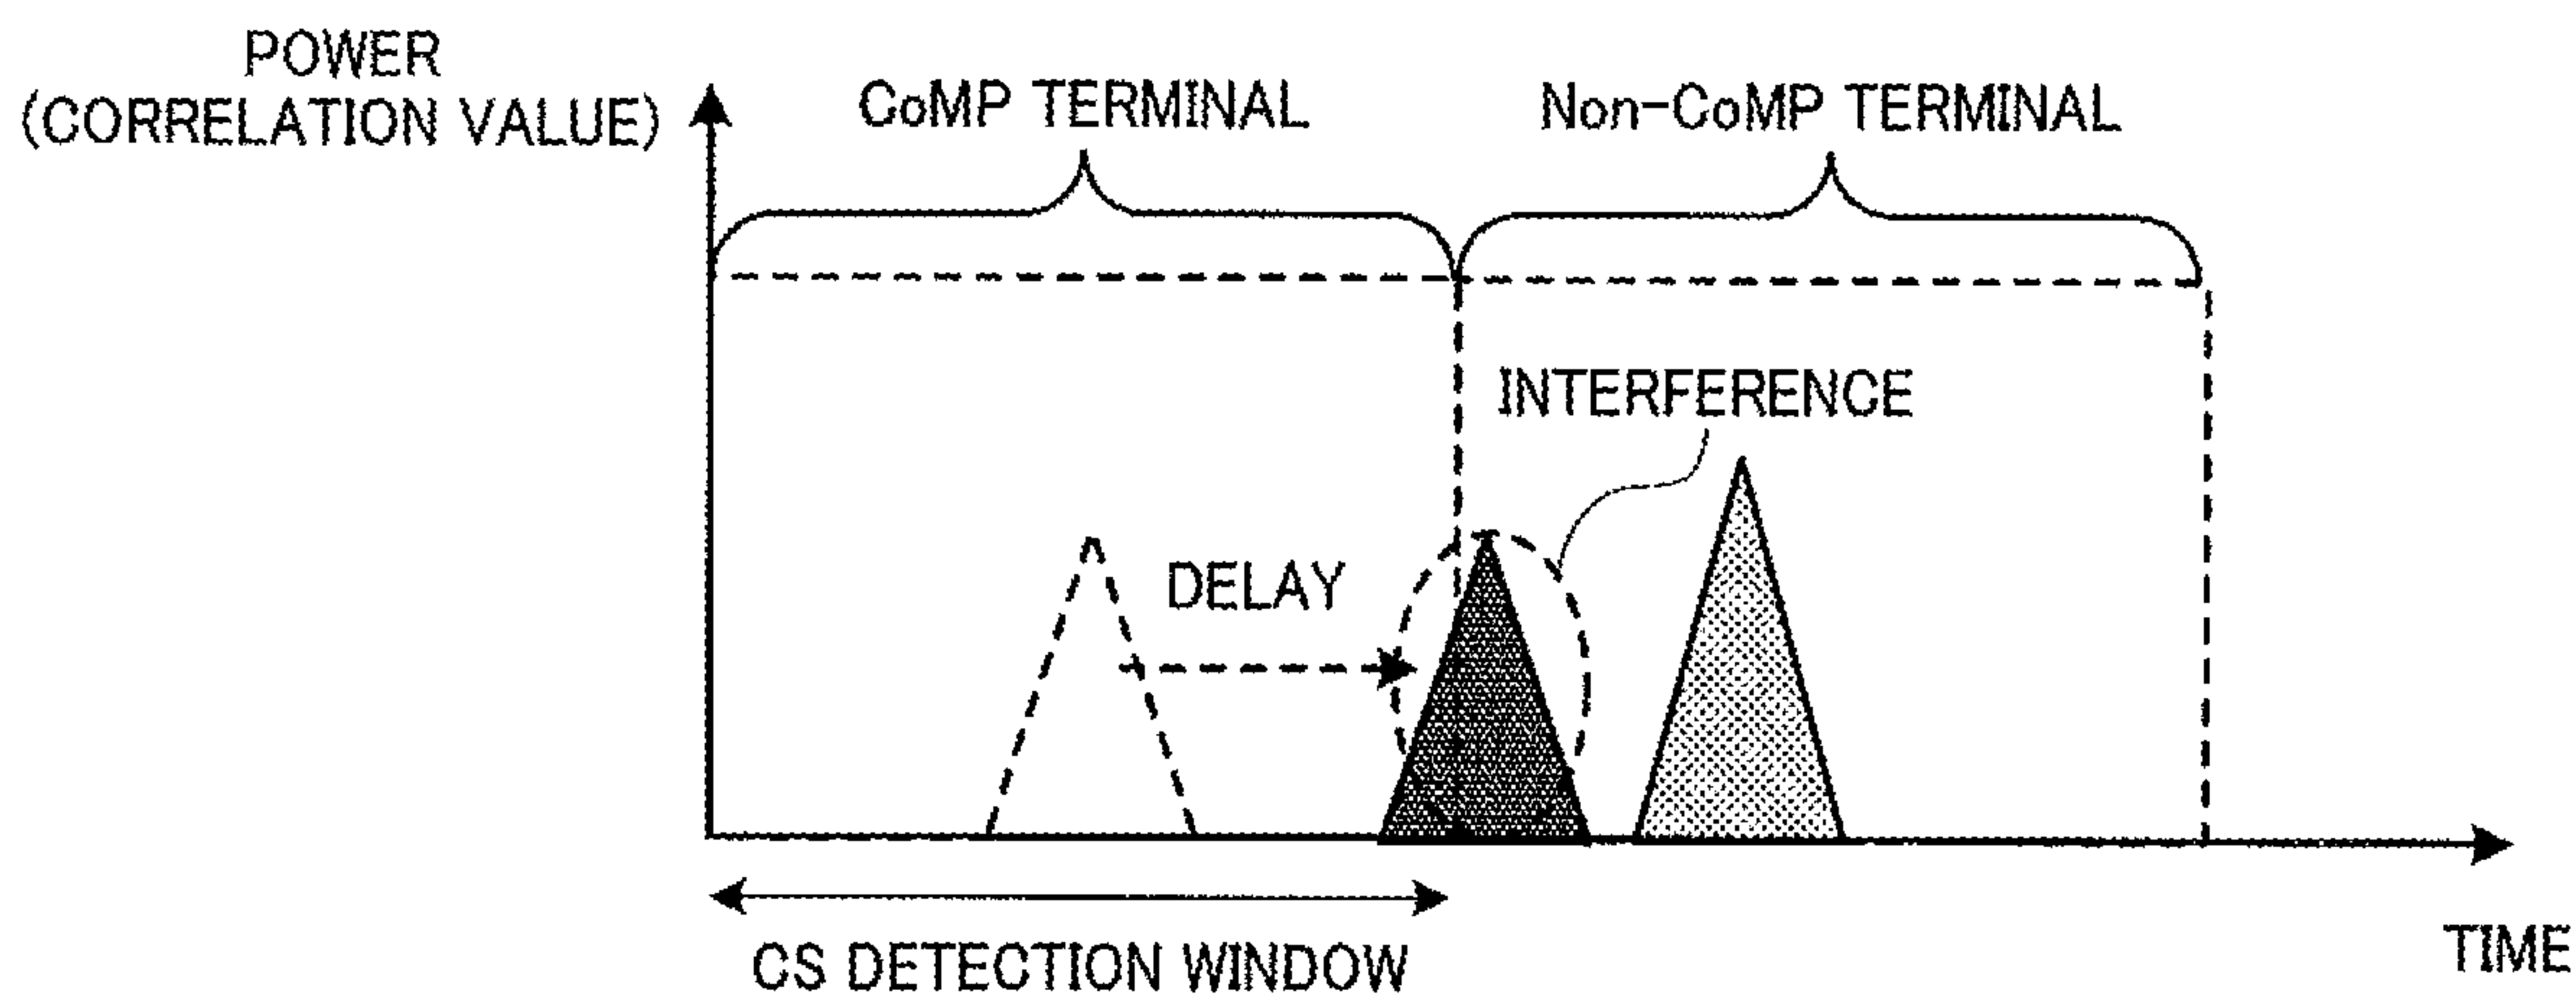 POWER
(CORRELATION VALUE)
CoMP TERMINAL
Non-CoMP TERMINAL
INTERFERENCE
DELAY
CS DETECTION WINDOW
TIME